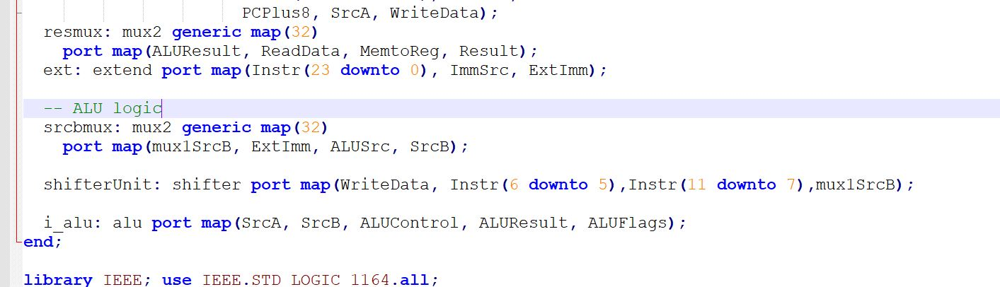 PCPlus8, SrcA, WriteData);
resmux: mux2 generic map(32)
port map(ALUResult, ReadData, MemtoReg, Result);
ext: extend port map(Instr(23 downto 0), ImmSrc, ExtImm);
-- ALU logic
srcbmux: mux2 generic map(32)
port map(mux1SrcB, ExtImm, ALUSrc, SrcB);
shifterUnit: shifter port map(WriteData, Instr(6 downto 5),Instr(11 downto 7),mux1SrcB);
i_alu: alu port map(SrcA, SrcB, ALUControl, ALUResult, ALUFlags);
end;
library IEEE; use IEEE.STD_LOGIC_1164.all;